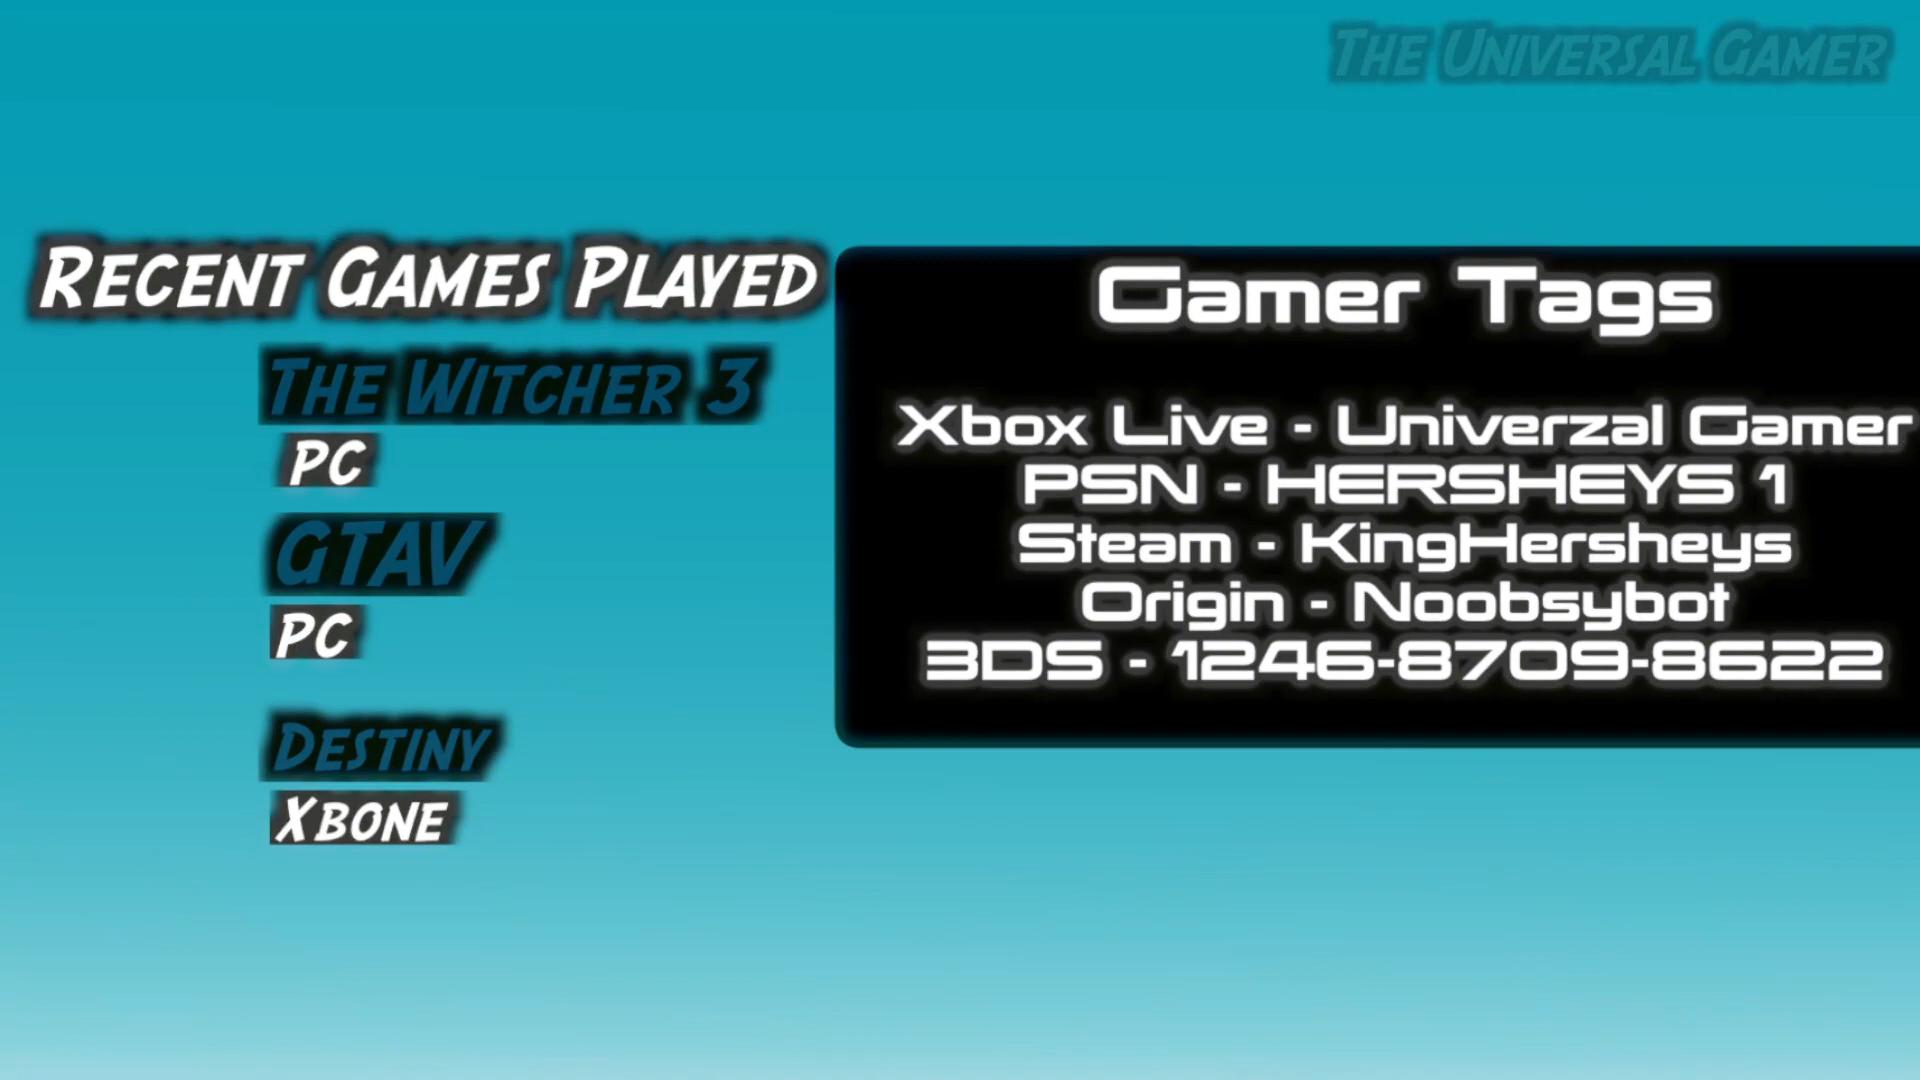 The Universal Gamer
Recent Games Played
The Witcher 3
PC
GTAV
PC
Destiny
Xbone
Gamer Tags
Xbox Live - Univerzal Gamer
PSN - HERSHEYS 1
Steam - KingHersheys
Origin - Noobsybot
3DS - 1246-8709-8622